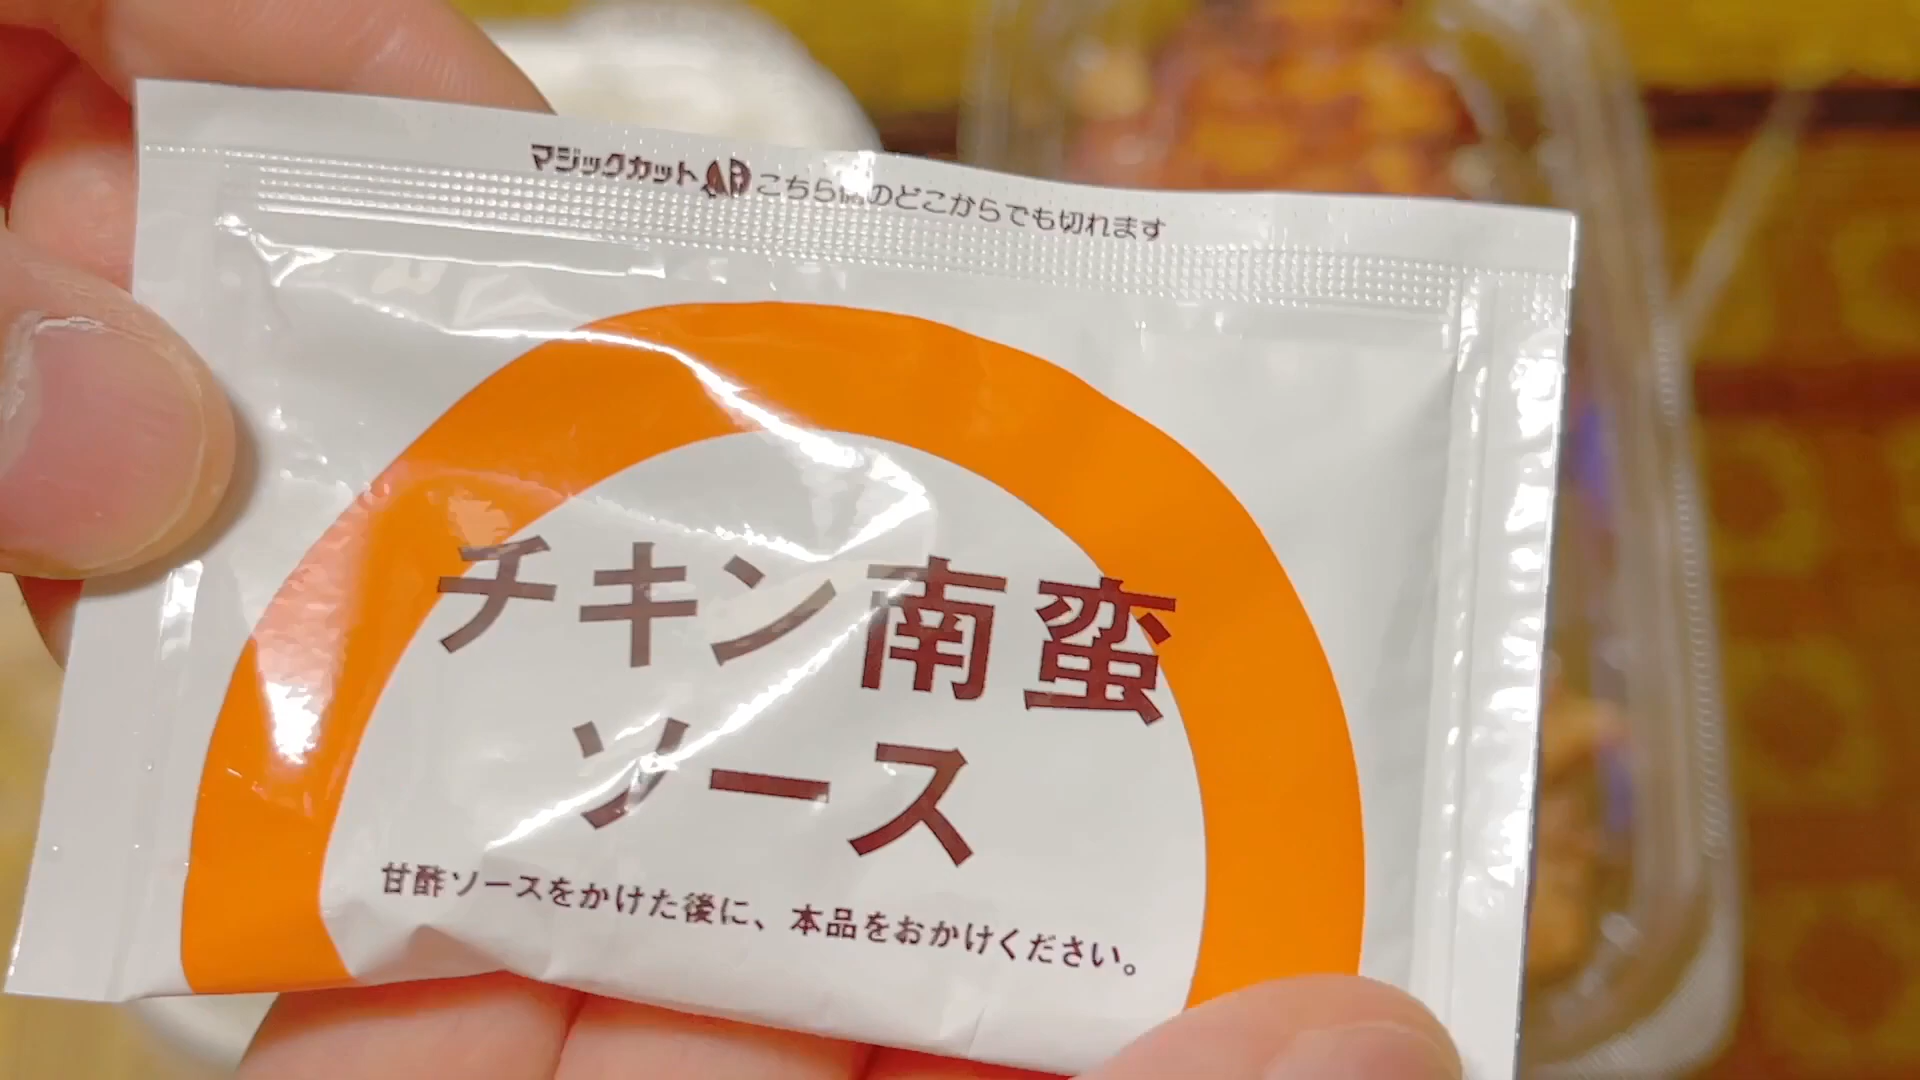 マジックカット こちら側のどこからでも切れます
チキン南蛮
ソース
甘酢ソースをかけた後に、本品をおかけください。